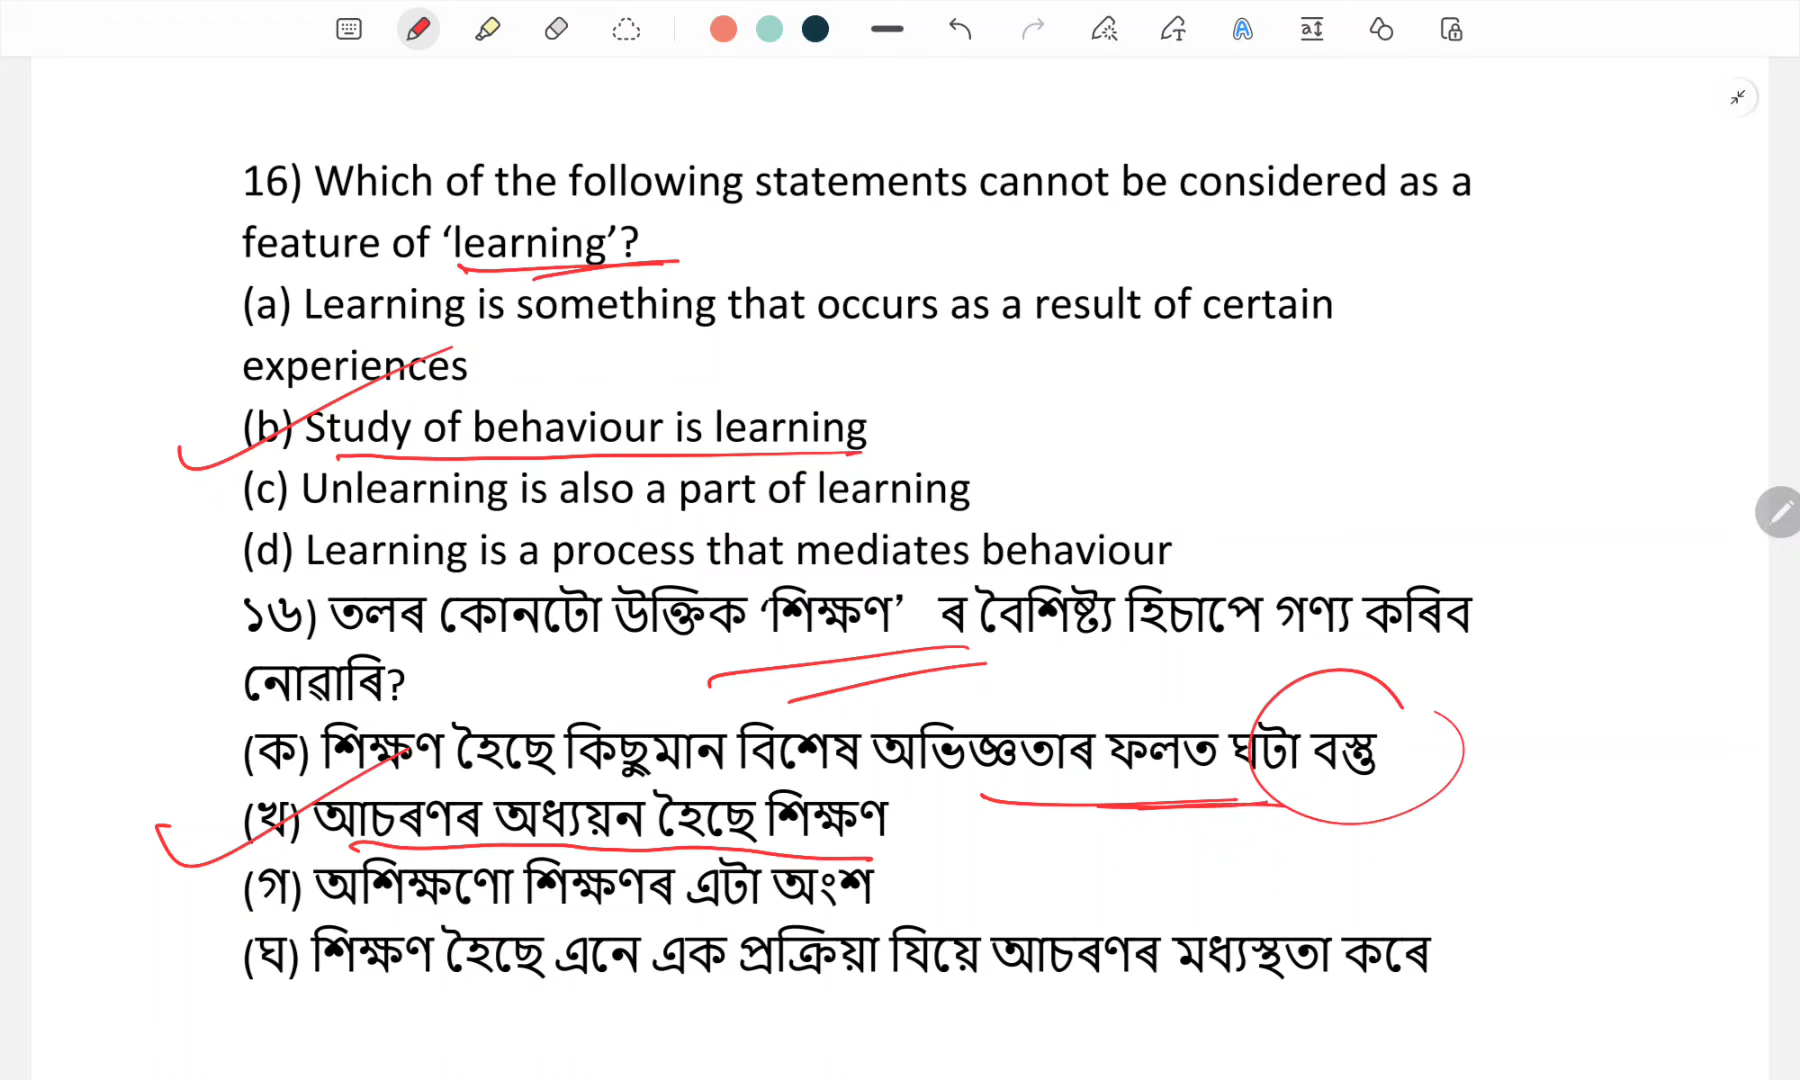 16) Which of the following statements cannot be considered as a
feature of ‘learning’?
(a) Learning is something that occurs as a result of certain
experiences
(b) Study of behaviour is learning
(c) Unlearning is also a part of learning
(d) Learning is a process that mediates behaviour
১৬) তলৰ কোনটো উক্তিক ‘শিক্ষণ’ ৰ বৈশিষ্ট্য হিচাপে গণ্য কৰিব
নোৱাৰি?
(ক) শিক্ষণ হৈছে কিছুমান বিশেষ অভিজ্ঞতাৰ ফলত ঘটা বস্তু
(খ) আচৰণৰ অধ্যয়ন হৈছে শিক্ষণ
(গ) অশিক্ষণো শিক্ষণৰ এটা অংশ
(ঘ) শিক্ষণ হৈছে এনে এক প্ৰক্ৰিয়া যিয়ে আচৰণৰ মধ্যস্থতা কৰে